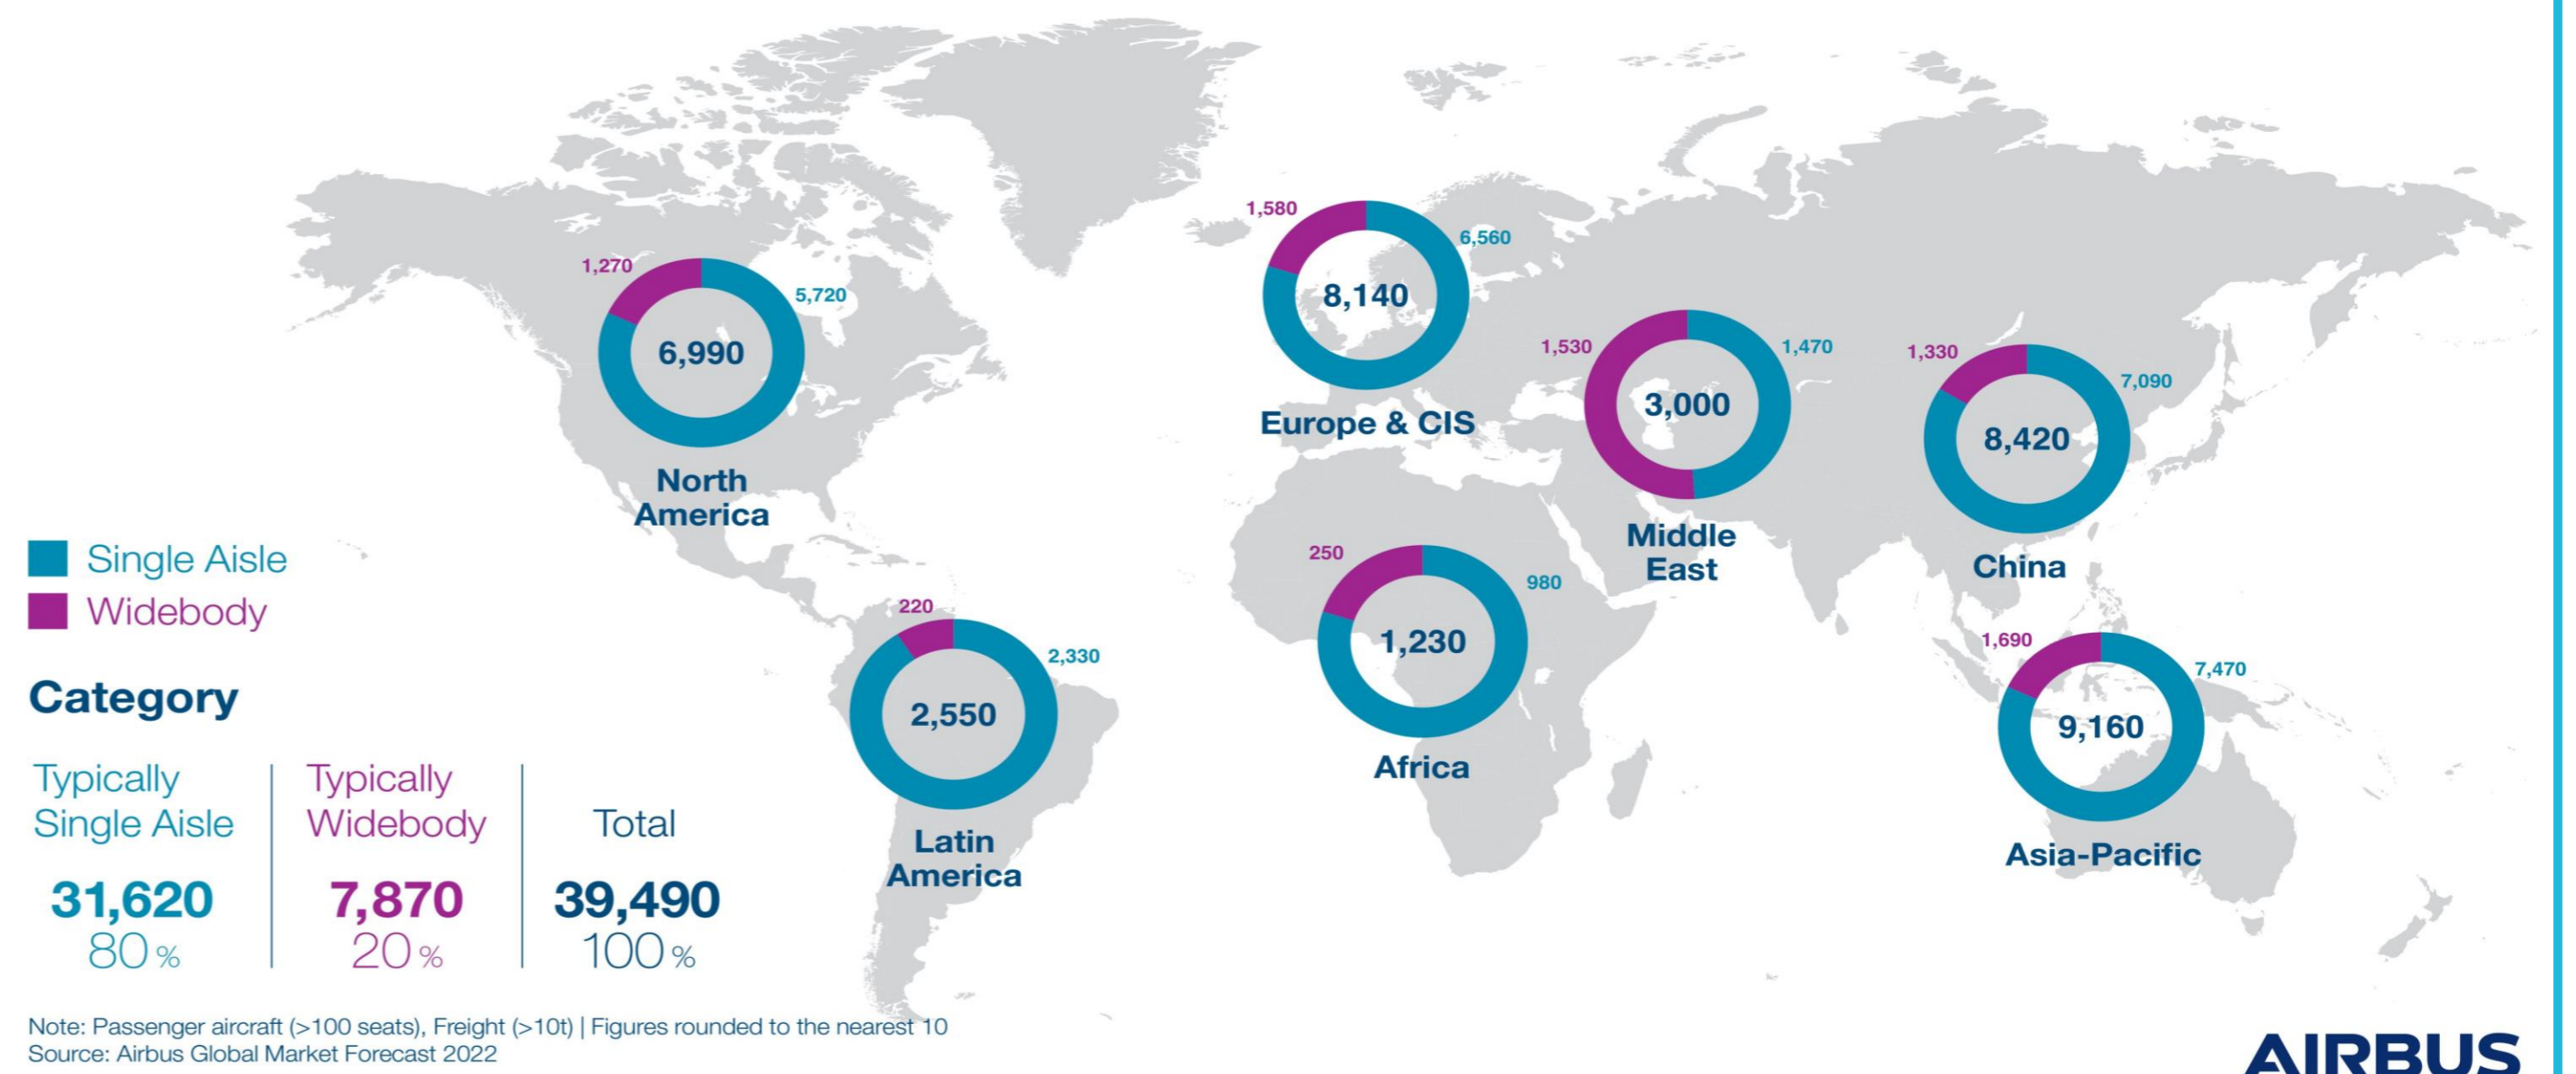 1,580
6,560
8,140
Europe & CIS
1,270
5,720
6,990
North
America
1,530
1,470
3,000
Middle
East
1,330
7,090
8,420
China
250
980
1,230
Africa
220
2,330
2,550
Latin
America
1,690
7,470
9,160
Asia-Pacific
Single Aisle
Widebody
Category
Typically
Single Aisle
31,620
80 %
Typically
Widebody
7,870
20 %
Total
39,490
100 %
Note: Passenger aircraft (>100 seats), Freight (>10t) | Figures rounded to the nearest 10
Source: Airbus Global Market Forecast 2022
AIRBUS